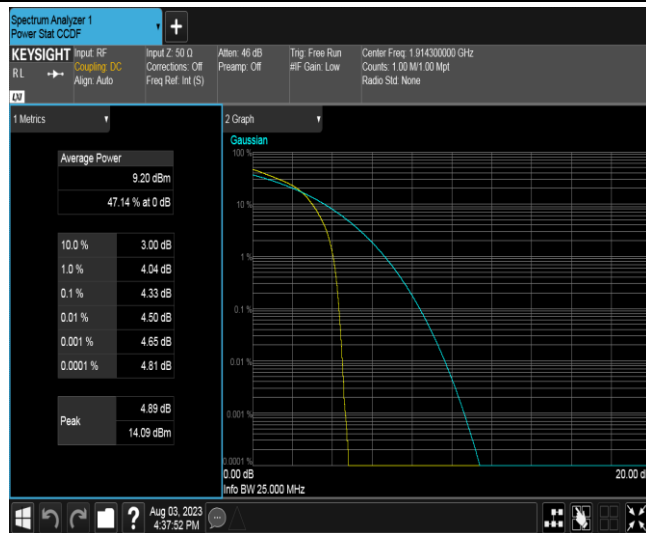 Spectrum Analyzer 1
Power Stat CCDF
KEYSIGHT
Input: RF
Input Z: 50 Ω
Atten: 46 dB
Trig: Free Run
Center Freq: 1.914300000 GHz
RL
Coupling: DC
Corrections: Off
Preamp: Off
#IF Gain: Low
Counts: 1.00 M/1.00 Mpt
Align: Auto
Freq Ref: Int (S)
Radio Std: None
LXI
1 Metrics
2 Graph
Gaussian
Average Power
9.20 dBm
47.14 % at 0 dB
10.0 % 3.00 dB
1.0 % 4.04 dB
0.1 % 4.33 dB
0.01 % 4.50 dB
0.001 % 4.65 dB
0.0001 % 4.81 dB
Peak
4.89 dB
14.09 dBm
100 %
10 %
1 %
0.1 %
0.01 %
0.001 %
0.0001 %
0.00 dB
20.00 d
Info BW 25.000 MHz
?
Aug 03, 2023
4:37:52 PM